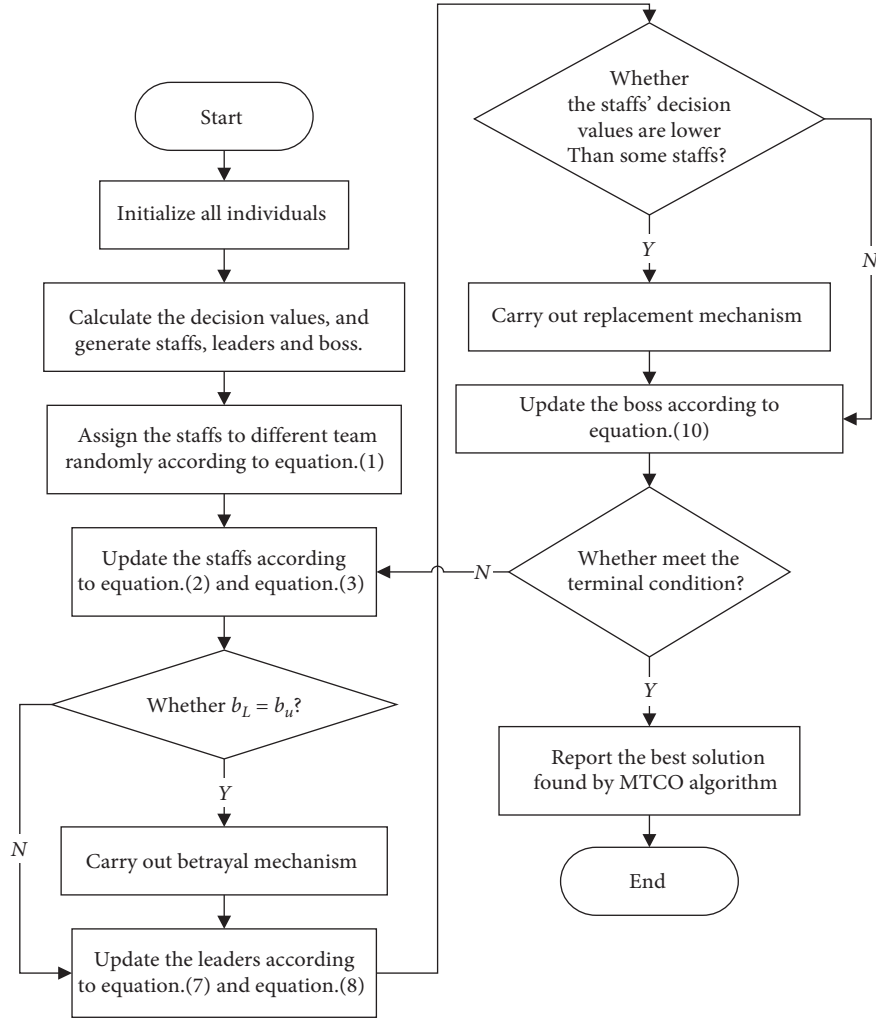 Start
Initialize all individuals
Calculate the decision values, and
generate staffs, leaders and boss.
Assign the staffs to different team
randomly according to equation.(1)
Update the staffs according
to equation.(2) and equation.(3)
Whether b_L = b_u?
Y
N
Carry out betrayal mechanism
Update the leaders according
to equation.(7) and equation.(8)
Whether
the staffs' decision
values are lower
Than some staffs?
Y
N
Carry out replacement mechanism
Update the boss according to
equation.(10)
Whether meet the
terminal condition?
N
Y
Report the best solution
found by MTCO algorithm
End